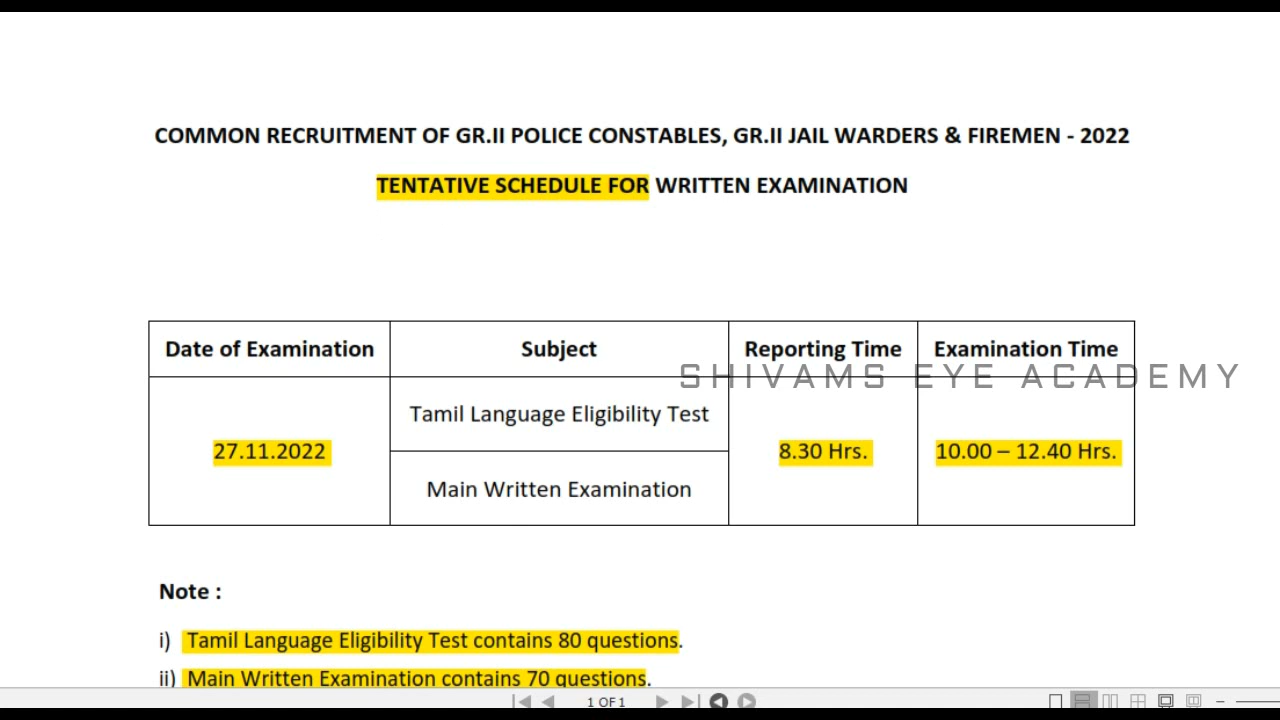 COMMON RECRUITMENT OF GR.II POLICE CONSTABLES, GR.II JAIL WARDERS & FIREMEN - 2022
TENTATIVE SCHEDULE FOR WRITTEN EXAMINATION
Date of Examination Subject Reporting Time Examination Time
SHIVAMS EYE ACADEMY
Tamil Language Eligibility Test
27.11.2022 8.30 Hrs. 10.00 – 12.40 Hrs.
Main Written Examination
Note :
i) Tamil Language Eligibility Test contains 80 questions.
ii) Main Written Examination contains 70 questions.
1 OF 1